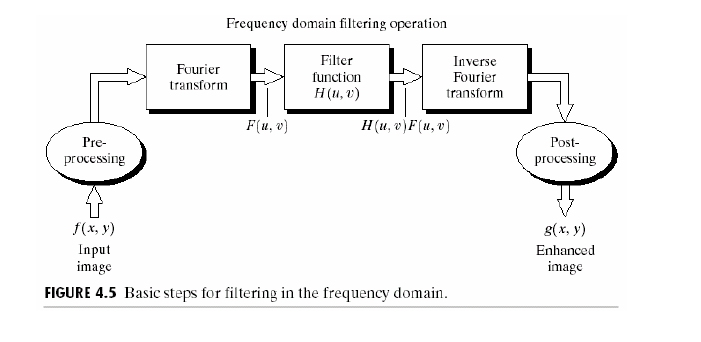 Frequency domain filtering operation
Fourier
transform
Filter
function
H(u, v)
Inverse
Fourier
transform
F(u, v)
H(u, v)F(u, v)
Pre-
processing
Post-
processing
f(x, y)
Input
image
g(x, y)
Enhanced
image
FIGURE 4.5 Basic steps for filtering in the frequency domain.